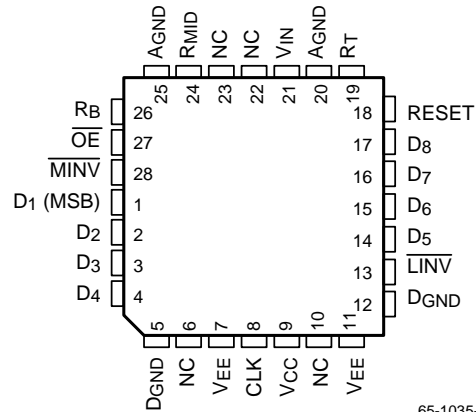 AGND RMID NC NC VIN AGND RT
25 24 23 22 21 20 19
RB 26 18 RESET
OE 27 17 D8
MINV 28 16 D7
D1 (MSB) 1 15 D6
D2 2 14 D5
D3 3 13 LINV
D4 4 12 DGND
5 6 7 8 9 10 11
DGND NC VEE CLK VCC NC VEE